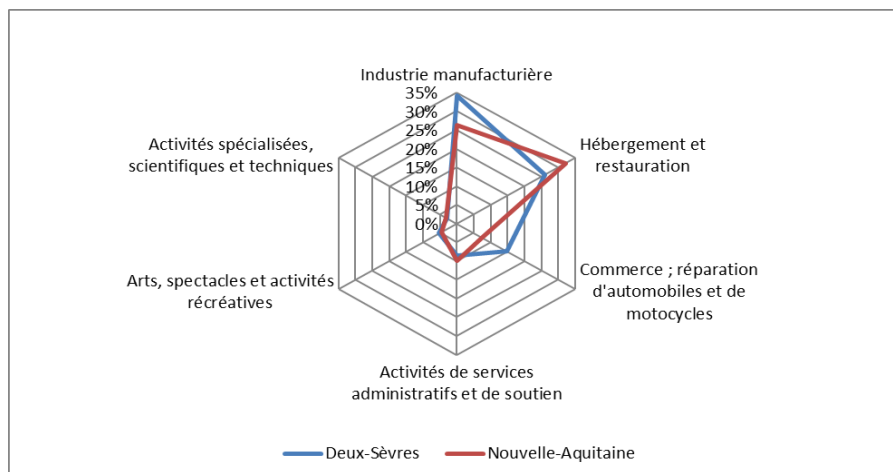 Industrie manufacturière
35%
30%
25%
20%
15%
10%
5%
0%
Hébergement et
restauration
Commerce ; réparation
d'automobiles et de
motocycles
Activités de services
administratifs et de soutien
Arts, spectacles et activités
récréatives
Activités spécialisées,
scientifiques et techniques
Deux-Sèvres
Nouvelle-Aquitaine